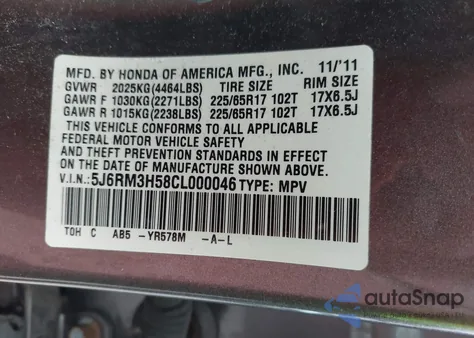 MFD. BY HONDA OF AMERICA MFG., INC. 11/'11
GVWR 2025KG(4464LBS) TIRE SIZE RIM SIZE
GAWR F 1030KG(2271LBS) 225/65R17 102T 17X6.5J
GAWR R 1015KG(2238LBS) 225/65R17 102T 17X6.5J
THIS VEHICLE CONFORMS TO ALL APPLICABLE
FEDERAL MOTOR VEHICLE SAFETY STANDARDS IN EFFECT
ON THE DATE OF MANUFACTURE SHOWN ABOVE.
V.I.N.:5J6RM3H58CL000046 TYPE: MPV
TOH C AB5 -YR578M -A-L
autoSnap